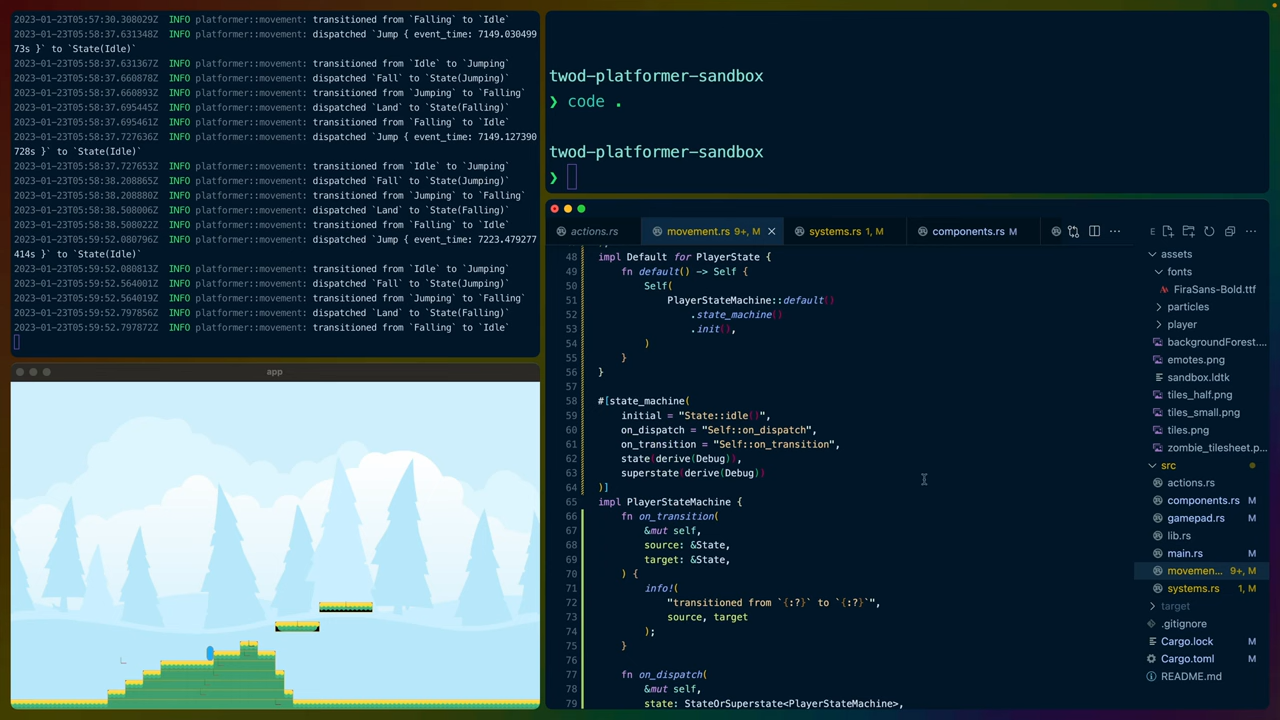 2023-01-23T05:57:30.308029Z  INFO platformer::movement: transitioned from `Falling` to `Idle`
2023-01-23T05:58:37.631348Z  INFO platformer::movement: dispatched `Jump { event_time: 7149.030499
73s }` to `State(Idle)`
2023-01-23T05:58:37.631367Z  INFO platformer::movement: transitioned from `Idle` to `Jumping`
2023-01-23T05:58:37.660878Z  INFO platformer::movement: dispatched `Fall` to `State(Jumping)`
2023-01-23T05:58:37.660893Z  INFO platformer::movement: transitioned from `Jumping` to `Falling`
2023-01-23T05:58:37.695445Z  INFO platformer::movement: dispatched `Land` to `State(Falling)`
2023-01-23T05:58:37.695461Z  INFO platformer::movement: transitioned from `Falling` to `Idle`
2023-01-23T05:58:37.727636Z  INFO platformer::movement: dispatched `Jump { event_time: 7149.127390
728s }` to `State(Idle)`
2023-01-23T05:58:37.727653Z  INFO platformer::movement: transitioned from `Idle` to `Jumping`
2023-01-23T05:58:38.208865Z  INFO platformer::movement: dispatched `Fall` to `State(Jumping)`
2023-01-23T05:58:38.208880Z  INFO platformer::movement: transitioned from `Jumping` to `Falling`
2023-01-23T05:58:38.508006Z  INFO platformer::movement: dispatched `Land` to `State(Falling)`
2023-01-23T05:58:38.508022Z  INFO platformer::movement: transitioned from `Falling` to `Idle`
2023-01-23T05:59:52.080796Z  INFO platformer::movement: dispatched `Jump { event_time: 7223.479277
414s }` to `State(Idle)`
2023-01-23T05:59:52.080813Z  INFO platformer::movement: transitioned from `Idle` to `Jumping`
2023-01-23T05:59:52.564001Z  INFO platformer::movement: dispatched `Fall` to `State(Jumping)`
2023-01-23T05:59:52.564019Z  INFO platformer::movement: transitioned from `Jumping` to `Falling`
2023-01-23T05:59:52.797856Z  INFO platformer::movement: dispatched `Land` to `State(Falling)`
2023-01-23T05:59:52.797872Z  INFO platformer::movement: transitioned from `Falling` to `Idle`
app
twod-platformer-sandbox
❯ code .
twod-platformer-sandbox
❯
actions.rs movement.rs 9+, M systems.rs 1, M components.rs M
48 impl Default for PlayerState {
49 fn default() -> Self {
50 Self(
51 PlayerStateMachine::default()
52 .state_machine()
53 .init(),
54 )
55 }
56 }
57
58 #[state_machine(
59 initial = "State::idle()",
60 on_dispatch = "Self::on_dispatch",
61 on_transition = "Self::on_transition",
62 state(derive(Debug)),
63 superstate(derive(Debug))
64 )]
65 impl PlayerStateMachine {
66 fn on_transition(
67 &mut self,
68 source: &State,
69 target: &State,
70 ) {
71 info!(
72 "transitioned from `{:?}` to `{:?}`",
73 source, target
74 );
75 }
76
77 fn on_dispatch(
78 &mut self,
79 state: StateOrSuperstate<PlayerStateMachine>,
E
assets
fonts
FiraSans-Bold.ttf
particles
player
backgroundForest....
emotes.png
sandbox.ldtk
tiles_half.png
tiles_small.png
tiles.png
zombie_tilesheet.p...
src
actions.rs
components.rs M
gamepad.rs M
lib.rs
main.rs M
movemen... 9+, M
systems.rs 1, M
target
.gitignore
Cargo.lock M
Cargo.toml M
README.md